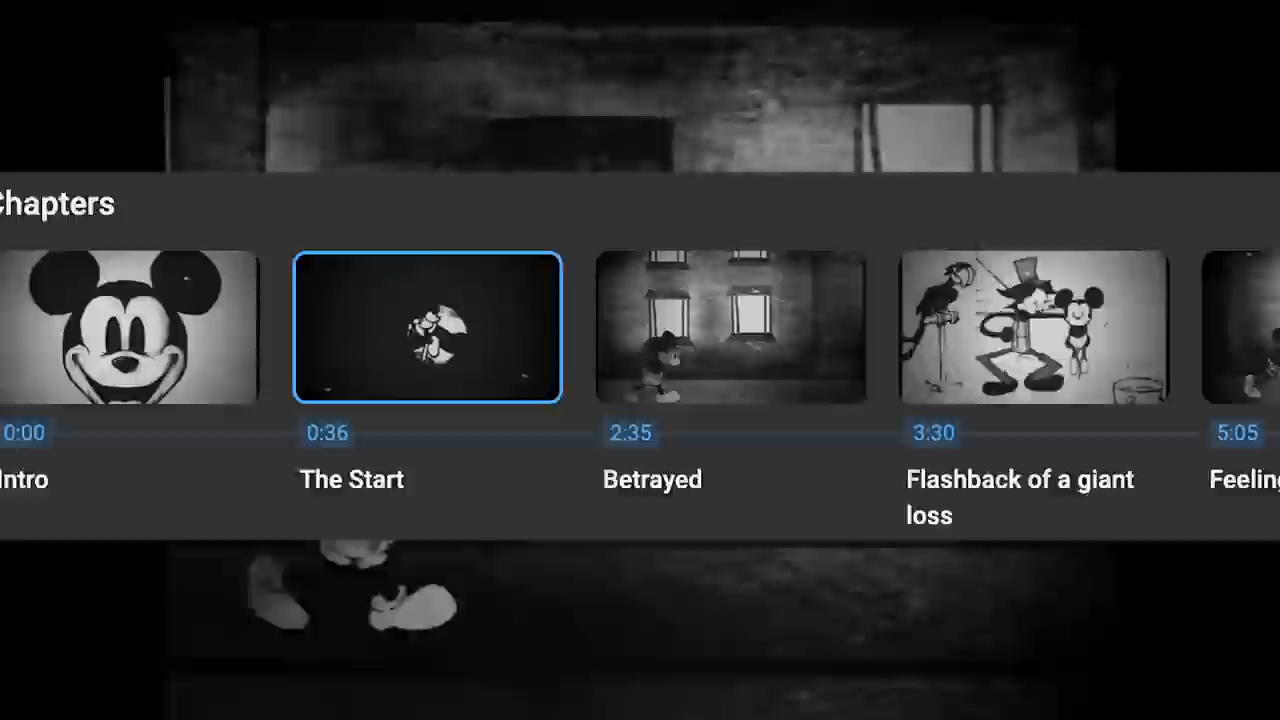 Chapters
0:00
0:36
2:35
3:30
5:05
Intro
The Start
Betrayed
Flashback of a giant
loss
Feeling